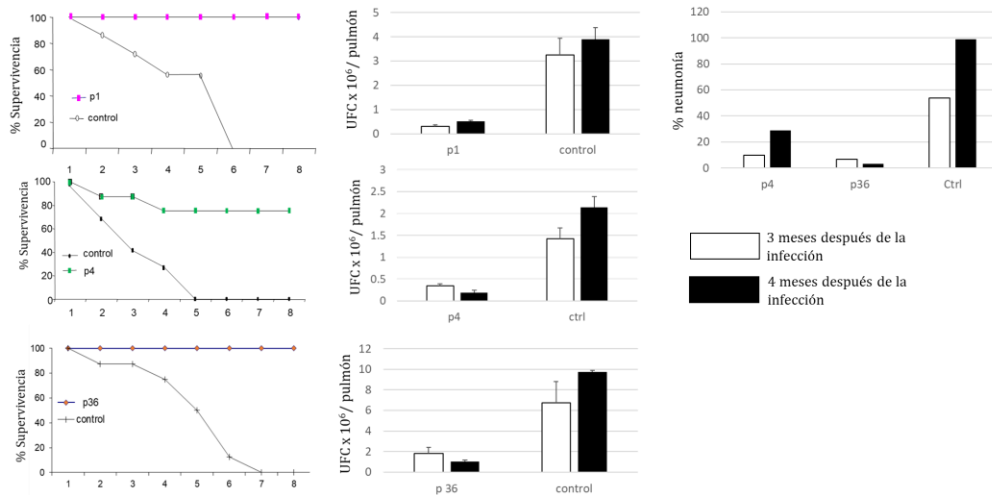 100
80
60
40
20
0
% Supervivencia
p1
control
1 2 3 4 5 6 7 8
5
4
3
2
1
0
UFC x 10⁶/ pulmón
p1 control
120
100
80
60
40
20
0
% neumonía
p4 p36 Ctrl
3 meses después de la
infección
4 meses después de la
infección
100
80
60
40
20
0
% Supervivencia
control
p4
1 2 3 4 5 6 7 8
3
2.5
2
1.5
1
0.5
0
UFC x 10⁶/ pulmón
p4 ctrl
100
80
60
40
20
0
% Supervivencia
p36
control
1 2 3 4 5 6 7 8
12
10
8
6
4
2
0
UFC x 10⁶/ pulmón
p 36 control